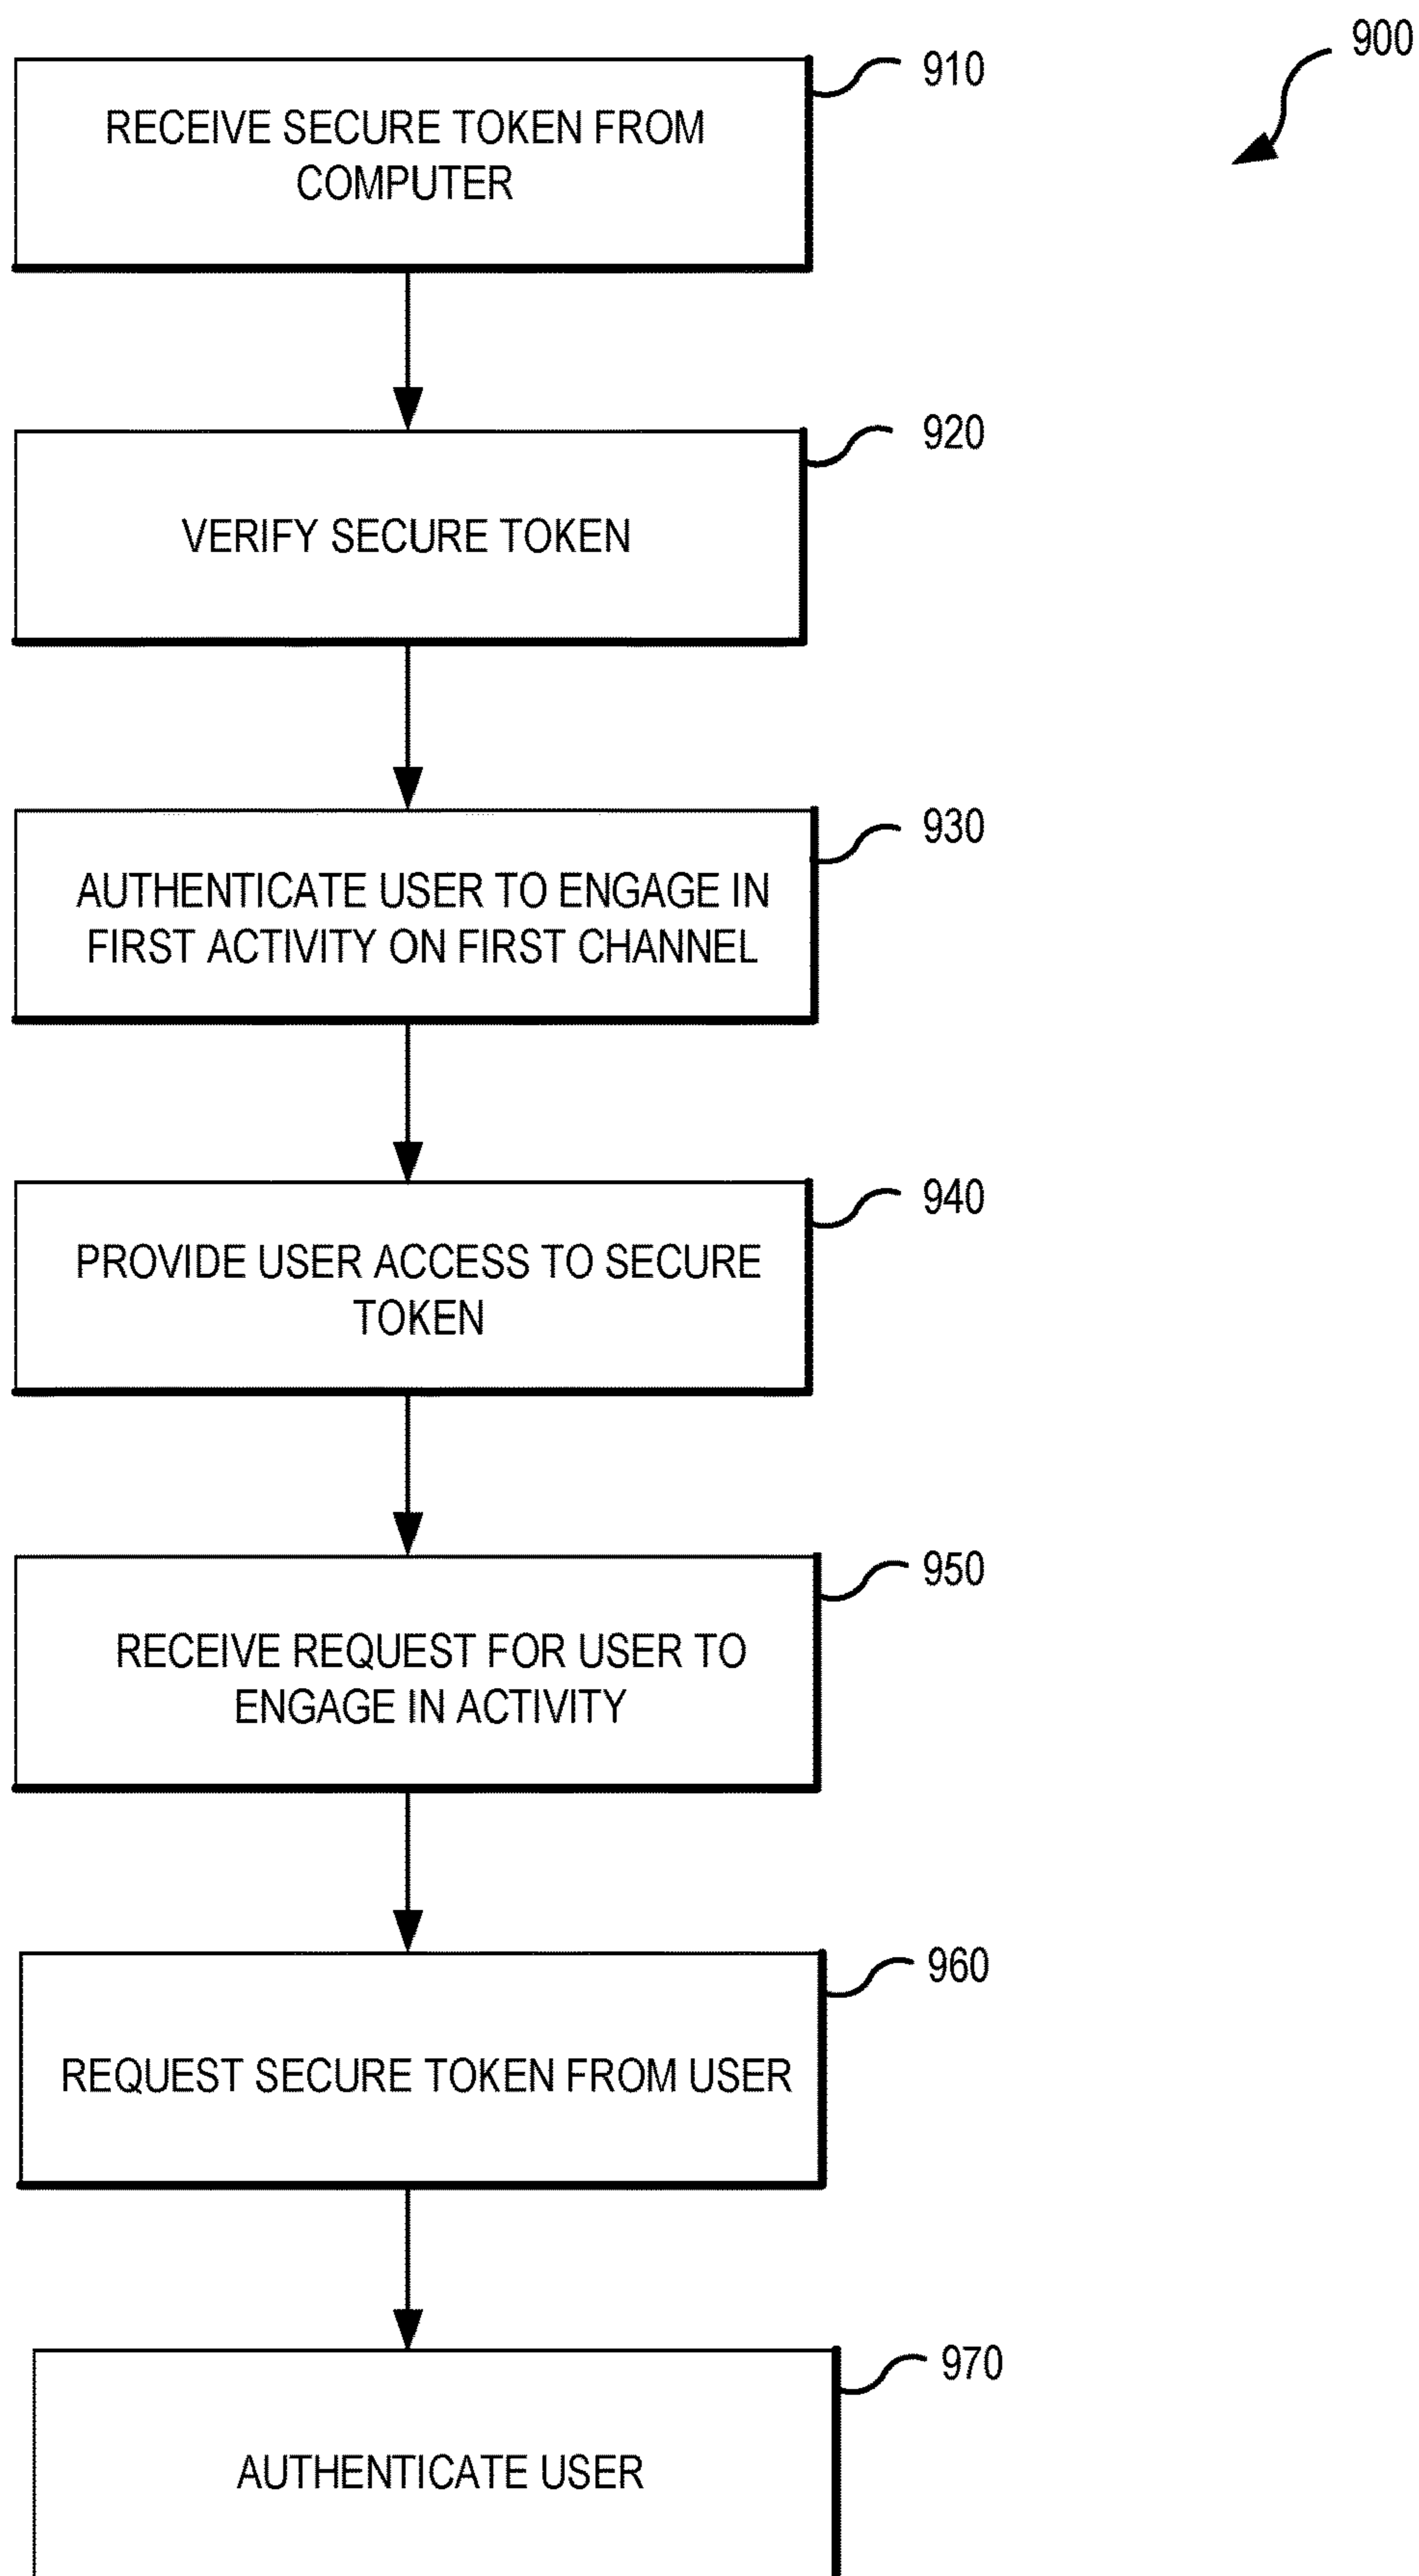 900
910
RECEIVE SECURE TOKEN FROM
COMPUTER
920
VERIFY SECURE TOKEN
930
AUTHENTICATE USER TO ENGAGE IN
FIRST ACTIVITY ON FIRST CHANNEL
940
PROVIDE USER ACCESS TO SECURE
TOKEN
950
RECEIVE REQUEST FOR USER TO
ENGAGE IN ACTIVITY
960
REQUEST SECURE TOKEN FROM USER
970
AUTHENTICATE USER